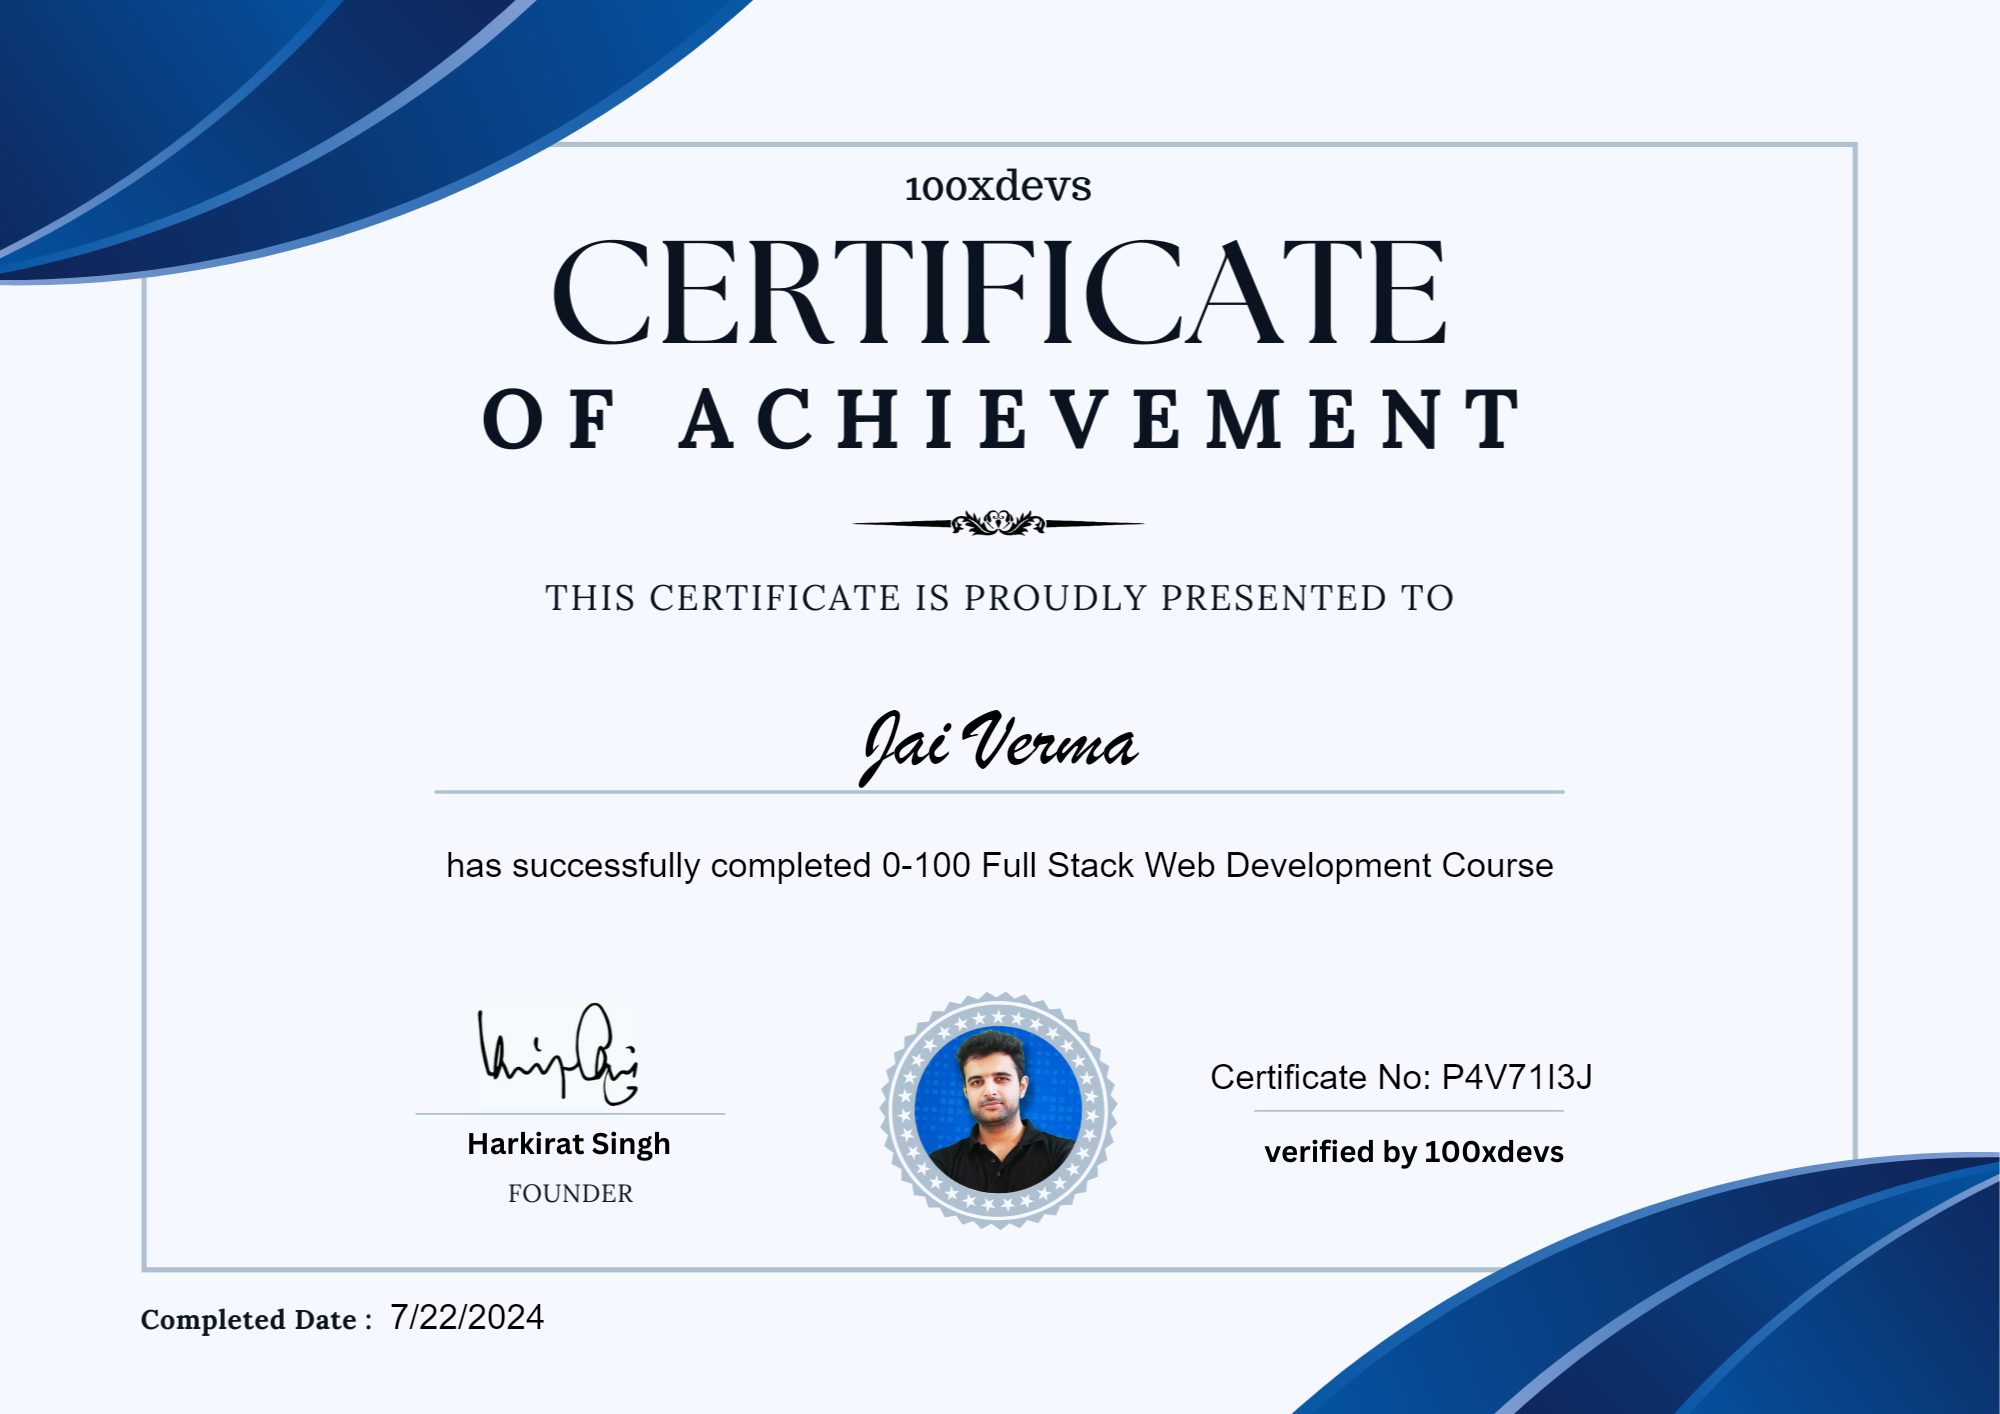 100xdevs
CERTIFICATE
OF ACHIEVEMENT
THIS CERTIFICATE IS PROUDLY PRESENTED TO
Jai Verma
has successfully completed 0-100 Full Stack Web Development Course
Harkirat Singh
FOUNDER
Certificate No: P4V71I3J
verified by 100xdevs
Completed Date : 7/22/2024